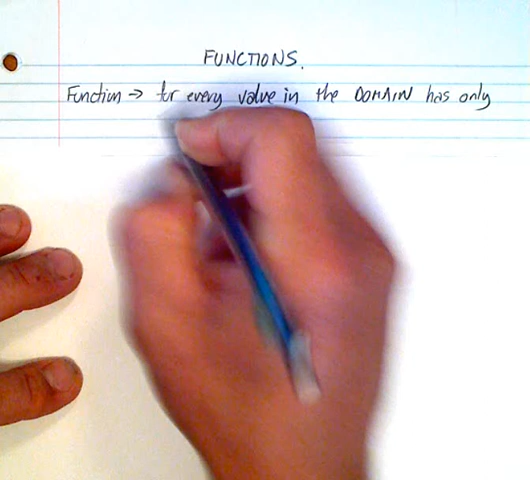 FUNCTIONS.
Function → for every value in the DOMAIN has only